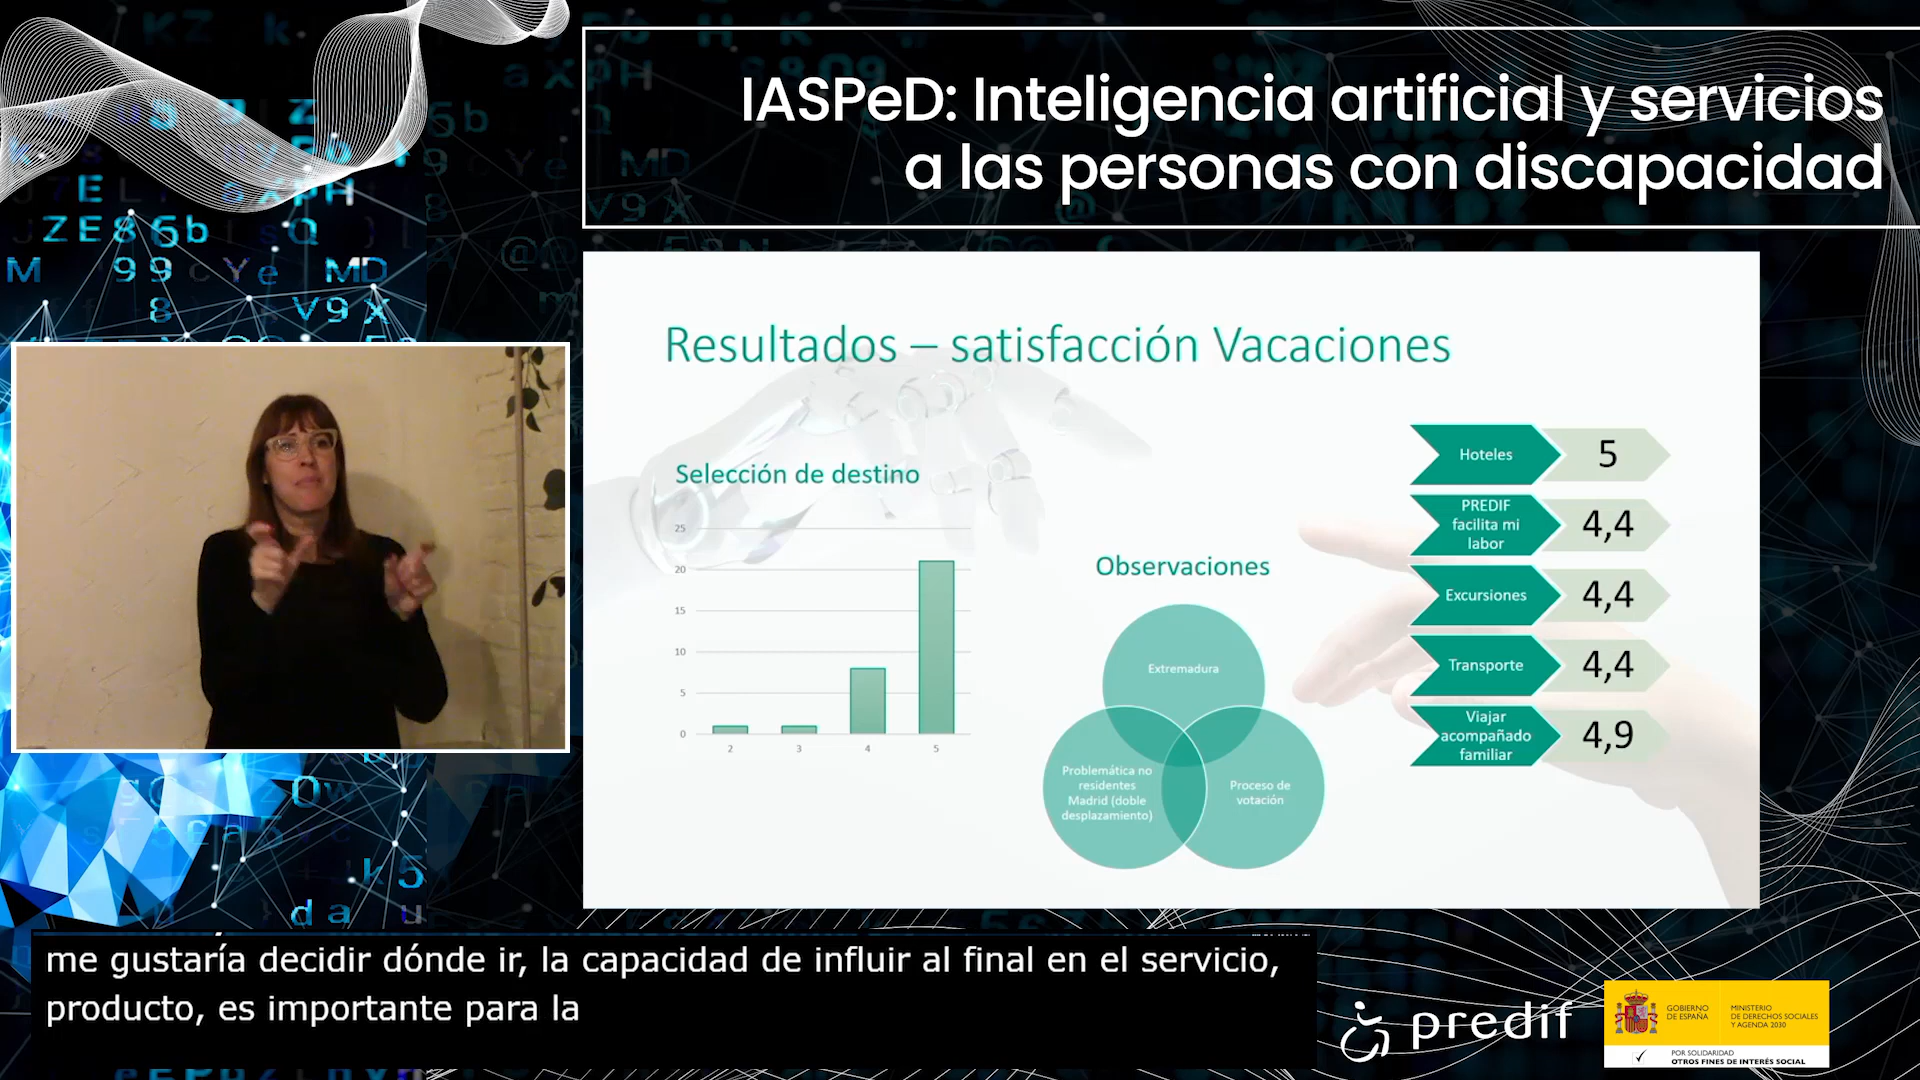 IASPeD: Inteligencia artificial y servicios
a las personas con discapacidad
Resultados – satisfacción Vacaciones
Selección de destino
25
20
15
10
5
0
2
3
4
5
Observaciones
Extremadura
Problemática no
residentes
Madrid (doble
desplazamiento)
Proceso de
votación
Hoteles
5
PREDIF
facilita mi
labor
4,4
Excursiones
4,4
Transporte
4,4
Viajar
acompañado
familiar
4,9
me gustaría decidir dónde ir, la capacidad de influir al final en el servicio,
producto, es importante para la
predif
GOBIERNO
DE ESPAÑA
MINISTERIO
DE DERECHOS SOCIALES
Y AGENDA 2030
POR SOLIDARIDAD
OTROS FINES DE INTERÉS SOCIAL